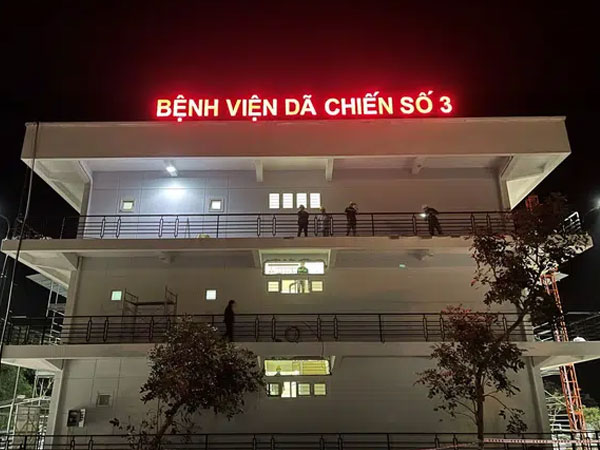 BỆNH VIỆN DÃ CHIẾN SỐ 3